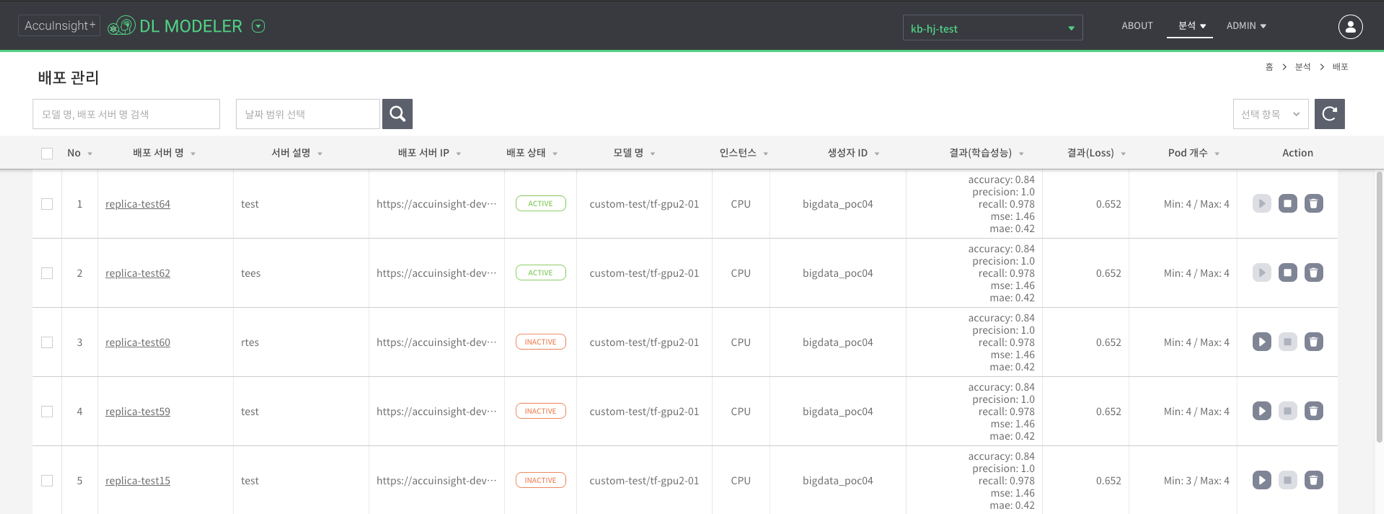 AccuInsight+ DL MODELER kb-hj-test ABOUT 분석 ADMIN
배포 관리 홈 > 분석 > 배포
모델 명, 배포 서버 명 검색 날짜 범위 선택 선택 항목
No 배포 서버 명 서버 설명 배포 서버 IP 배포 상태 모델 명 인스턴스 생성자 ID 결과(학습성능) 결과(Loss) Pod 개수 Action
1 replica-test64 test https://accuinsight-dev··· ACTIVE custom-test/tf-gpu2-01 CPU bigdata_poc04
accuracy: 0.84
precision: 1.0
recall: 0.978
mse: 1.46
mae: 0.42
0.652 Min: 4 / Max: 4
2 replica-test62 tees https://accuinsight-dev··· ACTIVE custom-test/tf-gpu2-01 CPU bigdata_poc04
accuracy: 0.84
precision: 1.0
recall: 0.978
mse: 1.46
mae: 0.42
0.652 Min: 4 / Max: 4
3 replica-test60 rtes https://accuinsight-dev··· INACTIVE custom-test/tf-gpu2-01 CPU bigdata_poc04
accuracy: 0.84
precision: 1.0
recall: 0.978
mse: 1.46
mae: 0.42
0.652 Min: 4 / Max: 4
4 replica-test59 test https://accuinsight-dev··· INACTIVE custom-test/tf-gpu2-01 CPU bigdata_poc04
accuracy: 0.84
precision: 1.0
recall: 0.978
mse: 1.46
mae: 0.42
0.652 Min: 4 / Max: 4
5 replica-test15 test https://accuinsight-dev··· INACTIVE custom-test/tf-gpu2-01 CPU bigdata_poc04
accuracy: 0.84
precision: 1.0
recall: 0.978
mse: 1.46
mae: 0.42
0.652 Min: 3 / Max: 4